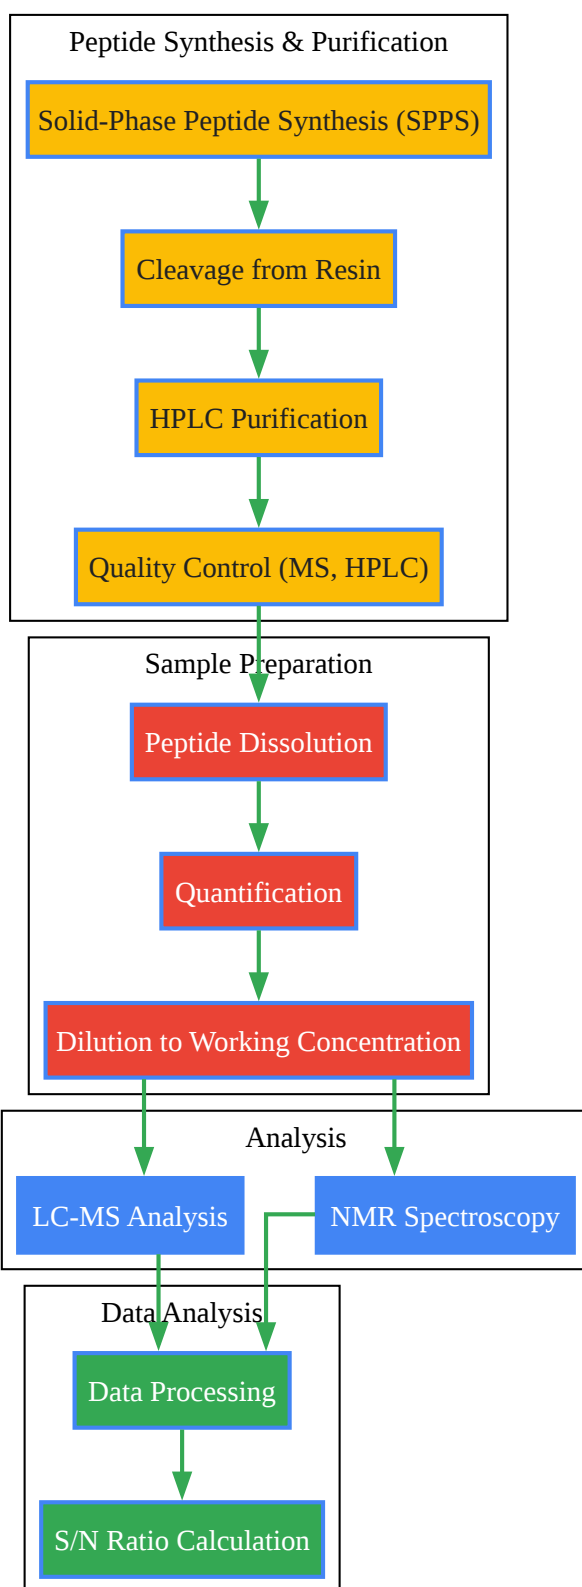 Peptide Synthesis & Purification
Solid-Phase Peptide Synthesis (SPPS)
Cleavage from Resin
HPLC Purification
Quality Control (MS, HPLC)
Sample Preparation
Peptide Dissolution
Quantification
Dilution to Working Concentration
Analysis
LC-MS Analysis
NMR Spectroscopy
Data Analysis
Data Processing
S/N Ratio Calculation